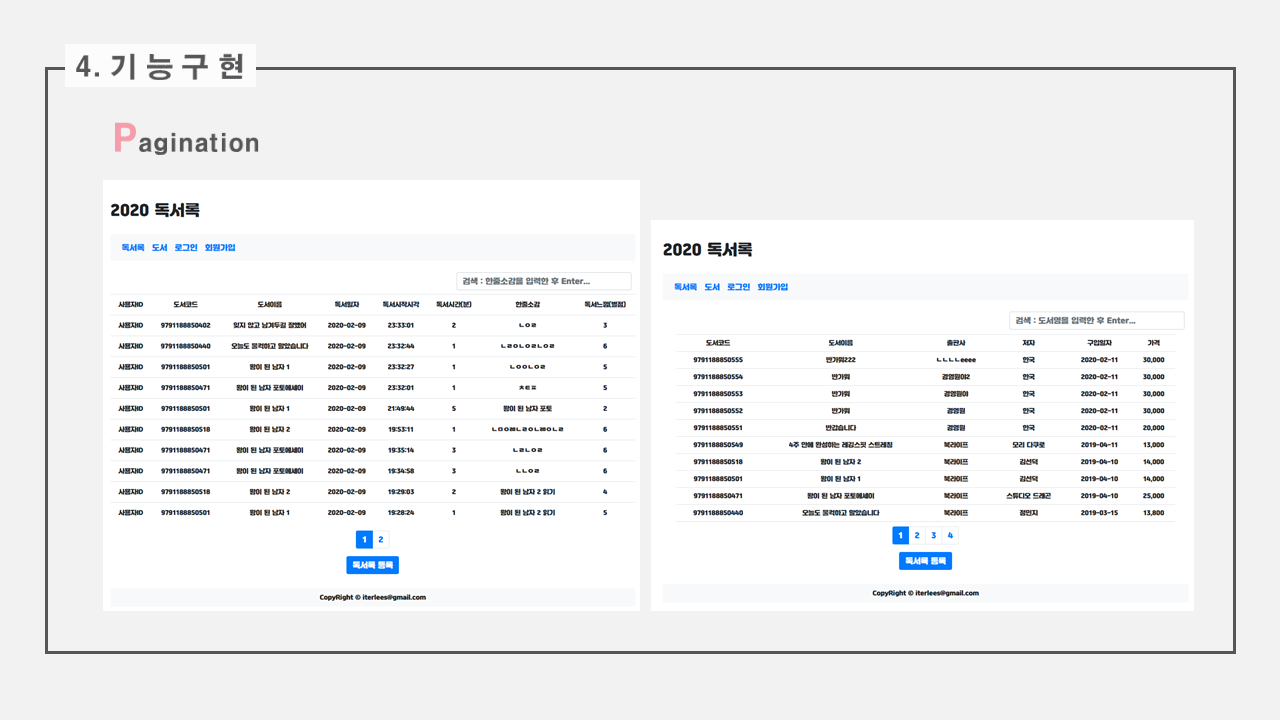 4. 기 능 구 현
Pagination
2020 독서록
독서록 도서 로그인 회원가입
검색 : 한줄소감을 입력한 후 Enter...
사용자ID 도서코드 도서이름 독서일자 독서시작시각 독서시간(분) 한줄소감 독서느낌(별점)
사용자ID 9791188850402 잊지 않고 남겨두길 잘했어 2020-02-09 23:33:01 2 ㄴㅇㄹ 3
사용자ID 9791188850440 오늘도 울컥하고 말았습니다 2020-02-09 23:32:44 1 ㄴㄹㅇㄴㅇㄹㄴㅇㄹ 6
사용자ID 9791188850501 왕이 된 남자 1 2020-02-09 23:32:27 1 ㄴㅇㅇㄴㅇㄹ 5
사용자ID 9791188850471 왕이 된 남자 포토에세이 2020-02-09 23:32:01 1 ㅊㅌㅍ 5
사용자ID 9791188850501 왕이 된 남자 1 2020-02-09 21:49:44 5 왕이 된 남자 포토 2
사용자ID 9791188850518 왕이 된 남자 2 2020-02-09 19:53:11 1 6
사용자ID 9791188850471 왕이 된 남자 포토에세이 2020-02-09 19:35:14 3 ㄴㄹㄴㅇㄹ 6
사용자ID 9791188850471 왕이 된 남자 포토에세이 2020-02-09 19:34:58 3 ㄴㄴㅇㄹ 6
사용자ID 9791188850518 왕이 된 남자 2 2020-02-09 19:29:03 2 왕이 된 남자 2 읽기 4
사용자ID 9791188850501 왕이 된 남자 1 2020-02-09 19:28:24 1 왕이 된 남자 2 읽기 5
1 2
독서록 등록
CopyRight © iterlees@gmail.com
2020 독서록
독서록 도서 로그인 회원가입
검색 : 도서명을 입력한 후 Enter...
도서코드 도서이름 출판사 저자 구입일자 가격
9791188850555 반가워222 ㄴㄴㄴㄴeeee 안국 2020-02-11 30,000
9791188850554 반가워 경영원이2 안국 2020-02-11 30,000
9791188850553 반가워 경영원이 안국 2020-02-11 30,000
9791188850552 반가워 경영원 안국 2020-02-11 30,000
9791188850551 반갑습니다 경영원 안국 2020-02-11 20,000
9791188850549 4주 안에 완성하는 레깅스핏 스트레칭 북라이프 모리 다쿠로 2019-04-11 13,000
9791188850518 왕이 된 남자 2 북라이프 김선덕 2019-04-10 14,000
9791188850501 왕이 된 남자 1 북라이프 김선덕 2019-04-10 14,000
9791188850471 왕이 된 남자 포토에세이 북라이프 스튜디오 드래곤 2019-04-10 25,000
9791188850440 오늘도 울컥하고 말았습니다 북라이프 정민지 2019-03-15 13,800
1 2 3 4
독서록 등록
CopyRight © iterlees@gmail.com